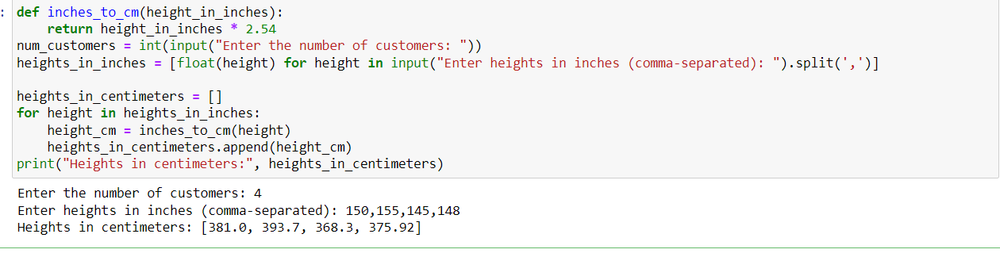 :
def inches_to_cm(height_in_inches):
    return height_in_inches * 2.54
num_customers = int(input("Enter the number of customers: "))
heights_in_inches = [float(height) for height in input("Enter heights in inches (comma-separated): ").split(',')]

heights_in_centimeters = []
for height in heights_in_inches:
    height_cm = inches_to_cm(height)
    heights_in_centimeters.append(height_cm)
print("Heights in centimeters:", heights_in_centimeters)
Enter the number of customers: 4
Enter heights in inches (comma-separated): 150,155,145,148
Heights in centimeters: [381.0, 393.7, 368.3, 375.92]